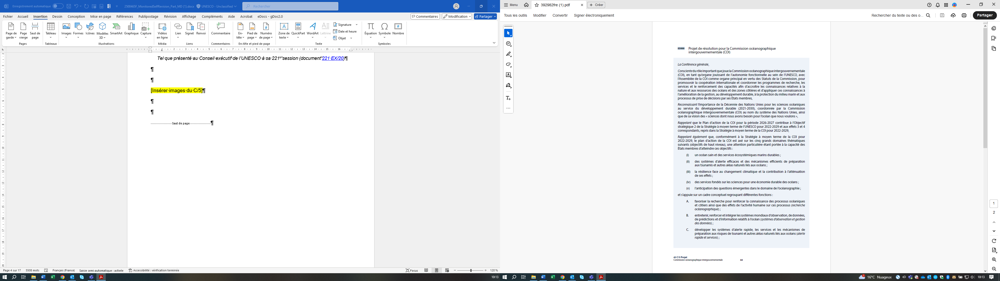 Enregistrement automatique
2500465F_MonitoredSelfRevision_Part_MD (1).docx
UNESCO - Unclassified
Rechercher
Fichier Accueil Insertion Dessin Conception Mise en page Références Publipostage Révision Affichage Compléments Aide Acrobat eDocs - gDoc2.0
Commentaires Modification Partager
Page de garde
Page vierge
Saut de page
Pages
Tableau
Tableaux
Images
Formes
Icônes
Modèles 3D
SmartArt
Graphique
Capture
Illustrations
Vidéos en ligne
Média
Lien
Signet
Renvoi
Liens
Commentaire
Commentaires
En-tête
Pied de page
Numéro de page
En-tête et pied de page
Zone de texte
QuickPart
WordArt
Lettrine
Signature
Date et heure
Objet
Texte
Équation
Symbole
Nombre
Symboles
Tel·que·présenté·au·Conseil·exécutif·de·l’UNESCO·à·sa·221e°session·(document°221·EX/20)¶
¶
¶
[Insérer·images·du·C/5]¶
¶
¶
Saut de page ¶
Page 4 sur 17 5508 mots Français (France) Saisie semi-automatique : activée Accessibilité : vérification terminée
Focus
120 %
10:13
Menu
392982fre (1).pdf
Créer
Tous les outils Modifier Convertir Signer électroniquement
Rechercher du texte ou des o...
Partager
03000 Projet de résolution pour la Commission océanographique
intergouvernementale (COI)
La Conférence générale,
Consciente du rôle important que joue la Commission océanographique intergouvernementale
(COI), en tant qu’organe jouissant de l’autonomie fonctionnelle au sein de l’UNESCO, avec
l’Assemblée de la COI comme organe principal en vertu des Statuts de la Commission, pour
promouvoir la coopération internationale et coordonner les programmes de recherche, les
services et le renforcement des capacités afin d’accroître les connaissances relatives à la
nature et aux ressources des océans et des zones côtières et d’appliquer ces connaissances à
l’amélioration de la gestion, au développement durable, à la protection du milieu marin et aux
processus de prise de décisions par ses États membres,
Reconnaissant l’importance de la Décennie des Nations Unies pour les sciences océaniques
au service du développement durable (2021-2030), coordonnée par la Commission
océanographique intergouvernementale (COI) au nom du système des Nations Unies, ainsi
que de sa vision des « sciences dont nous avons besoin pour l’océan que nous voulons »,
Rappelant que le Plan d’action de la COI pour la période 2026-2027 contribue à l’Objectif
stratégique 2 de la Stratégie à moyen terme de l’UNESCO pour 2022-2029 et aux effets 3 et 4
correspondants, repris dans la Stratégie à moyen terme de la COI pour 2022-2029,
Rappelant également que, conformément à la Stratégie à moyen terme de la COI pour
2022-2029, le plan d’action de la COI est axé sur les cinq grands domaines thématiques
suivants (objectifs de haut niveau), une attention particulière étant portée à la capacité des
États membres d’atteindre ces objectifs :
(i) un océan sain et des services écosystémiques marins durables ;
(ii) des systèmes d’alerte efficaces et des mécanismes efficients de préparation
aux tsunamis et autres aléas naturels liés aux océans ;
(iii) la résilience face au changement climatique et la contribution à l’atténuation
de ses effets ;
(iv) des services fondés sur les sciences pour une économie durable des océans ;
(v) l’anticipation des questions émergentes dans le domaine de l’océanographie ;
et s’appuie sur un cadre conceptuel regroupant différentes fonctions :
A. favoriser la recherche pour renforcer la connaissance des processus océaniques
et côtiers ainsi que des effets de l’activité humaine sur ces processus (recherche
océanographique) ;
B. entretenir, renforcer et intégrer les systèmes mondiaux d’observation, de données,
de prédictions et d’information relatifs à l’océan (systèmes d’observation et gestion
des données) ;
C. développer les systèmes d’alerte rapide, les services et les mécanismes de
préparation aux risques de tsunami et autres aléas naturels liés aux océans (alerte
rapide et services) ;
43 C/5 Projet
Commission océanographique intergouvernementale 44
1
2
16°C Nuageux
10:13